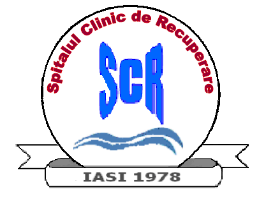 Spitalul Clinic de Recuperare
SCR
IASI 1978